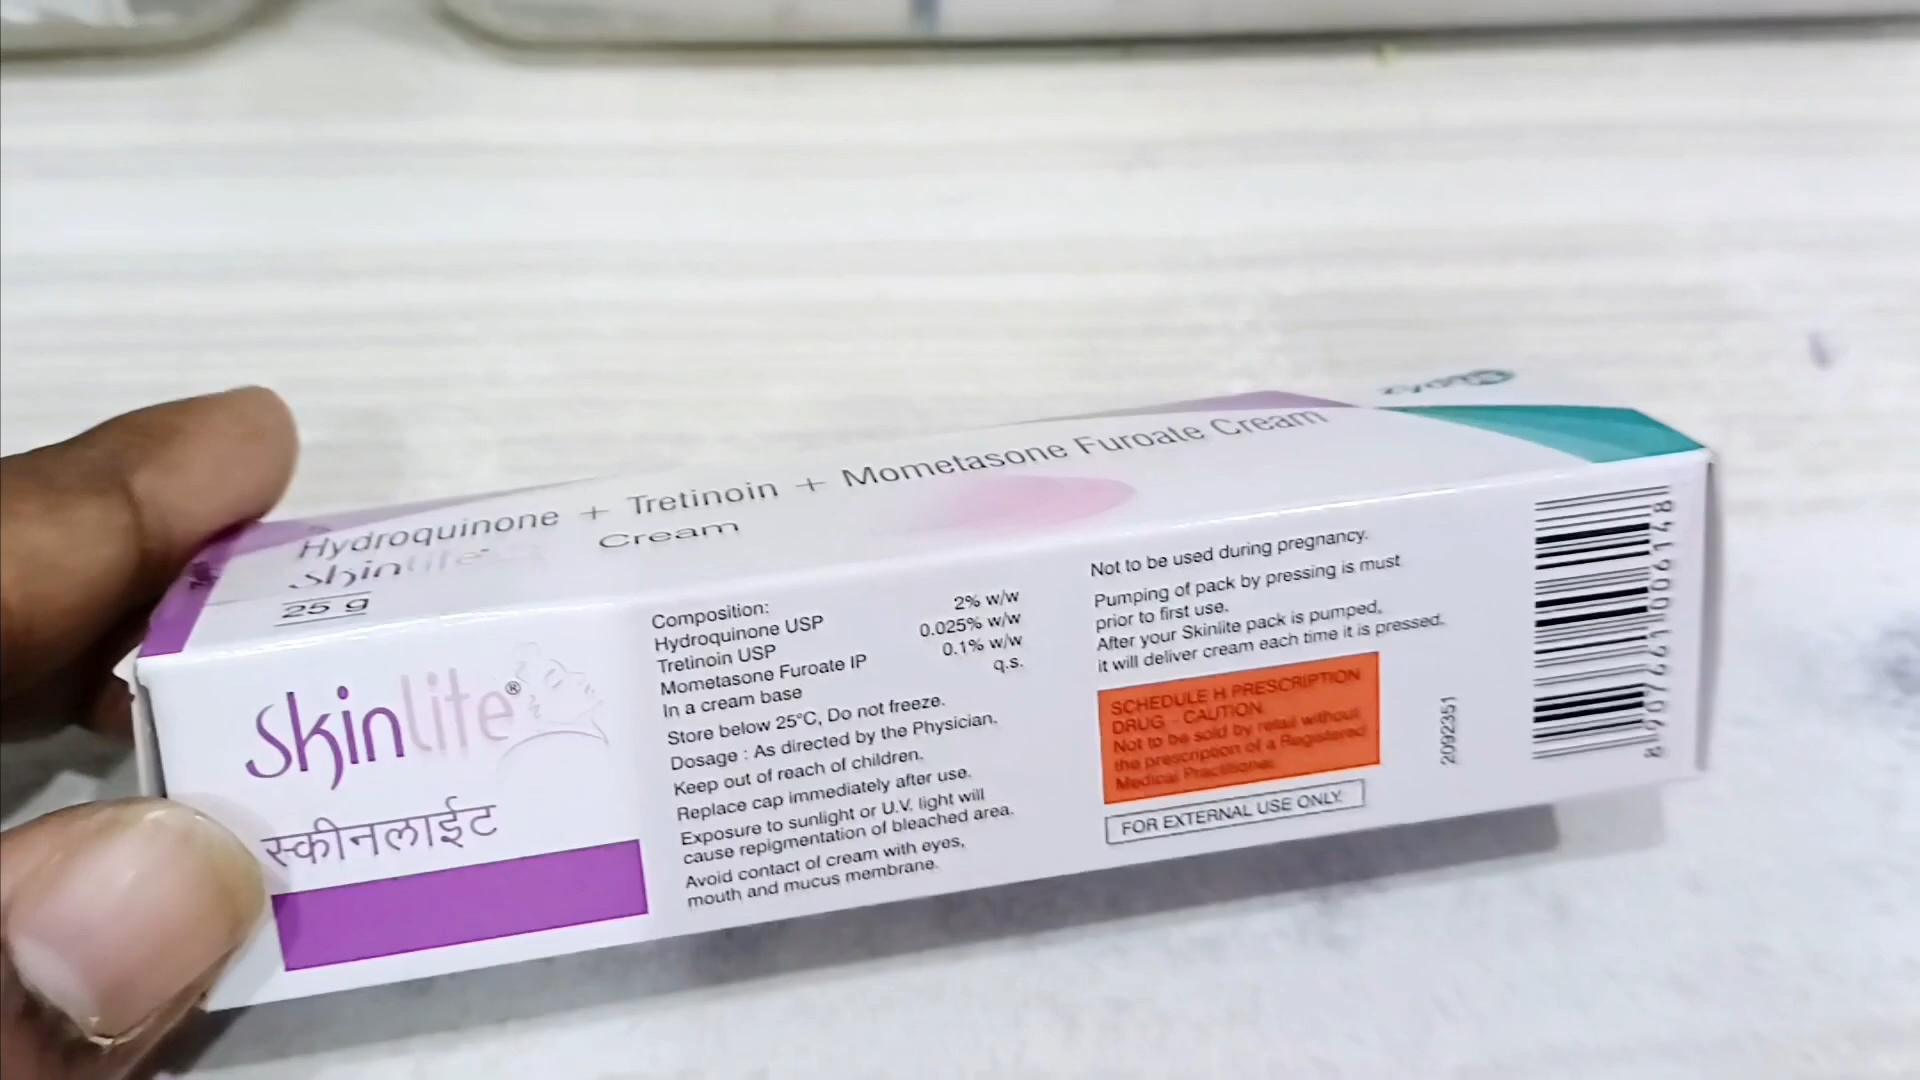 Hydroquinone + Tretinoin + Mometasone Furoate Cream
Skinlite Cream
25 g
Skinlite®
स्कीनलाईट
Composition:
Hydroquinone USP 2% w/w
Tretinoin USP 0.025% w/w
Mometasone Furoate IP 0.1% w/w
In a cream base q.s.
Store below 25°C, Do not freeze.
Dosage : As directed by the Physician.
Keep out of reach of children.
Replace cap immediately after use.
Exposure to sunlight or U.V. light will
cause repigmentation of bleached area.
Avoid contact of cream with eyes,
mouth and mucus membrane.
Not to be used during pregnancy.
Pumping of pack by pressing is must
prior to first use.
After your Skinlite pack is pumped,
it will deliver cream each time it is pressed.
SCHEDULE H PRESCRIPTION
DRUG - CAUTION
Not to be sold by retail without
the prescription of a Registered
Medical Practitioner
FOR EXTERNAL USE ONLY.
2092351
8 907661 006148